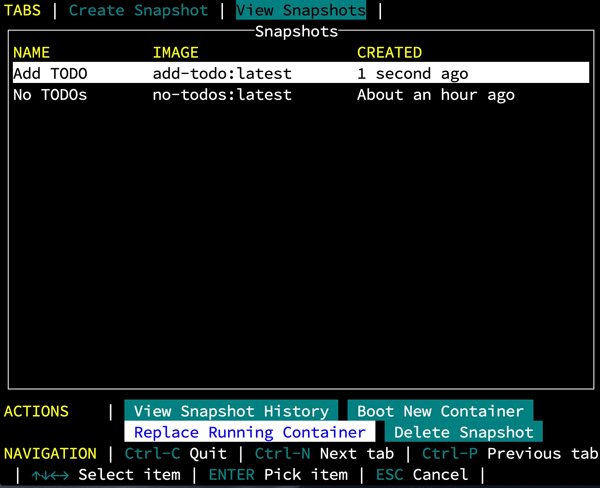 TABS | Create Snapshot | View Snapshots |
Snapshots
NAME IMAGE CREATED
Add TODO add-todo:latest 1 second ago
No TODOs no-todos:latest About an hour ago
ACTIONS | View Snapshot History Boot New Container
Replace Running Container Delete Snapshot
NAVIGATION | Ctrl-C Quit | Ctrl-N Next tab | Ctrl-P Previous tab
| ↑↓←→ Select item | ENTER Pick item | ESC Cancel |